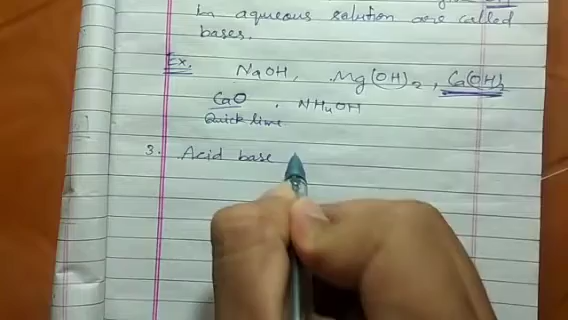 in aqueous solution are called
bases.
Ex. NaOH, Mg(OH)2, Ca(OH)2
CaO, NH4OH
Quick lime
3. Acid base